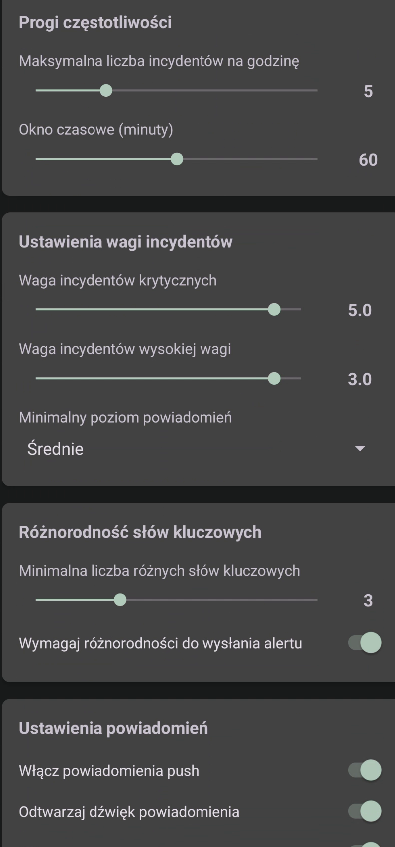 Progi częstotliwości
Maksymalna liczba incydentów na godzinę
5
Okno czasowe (minuty)
60
Ustawienia wagi incydentów
Waga incydentów krytycznych
5.0
Waga incydentów wysokiej wagi
3.0
Minimalny poziom powiadomień
Średnie
Różnorodność słów kluczowych
Minimalna liczba różnych słów kluczowych
3
Wymagaj różnorodności do wysłania alertu
Ustawienia powiadomień
Włącz powiadomienia push
Odtwarzaj dźwięk powiadomienia